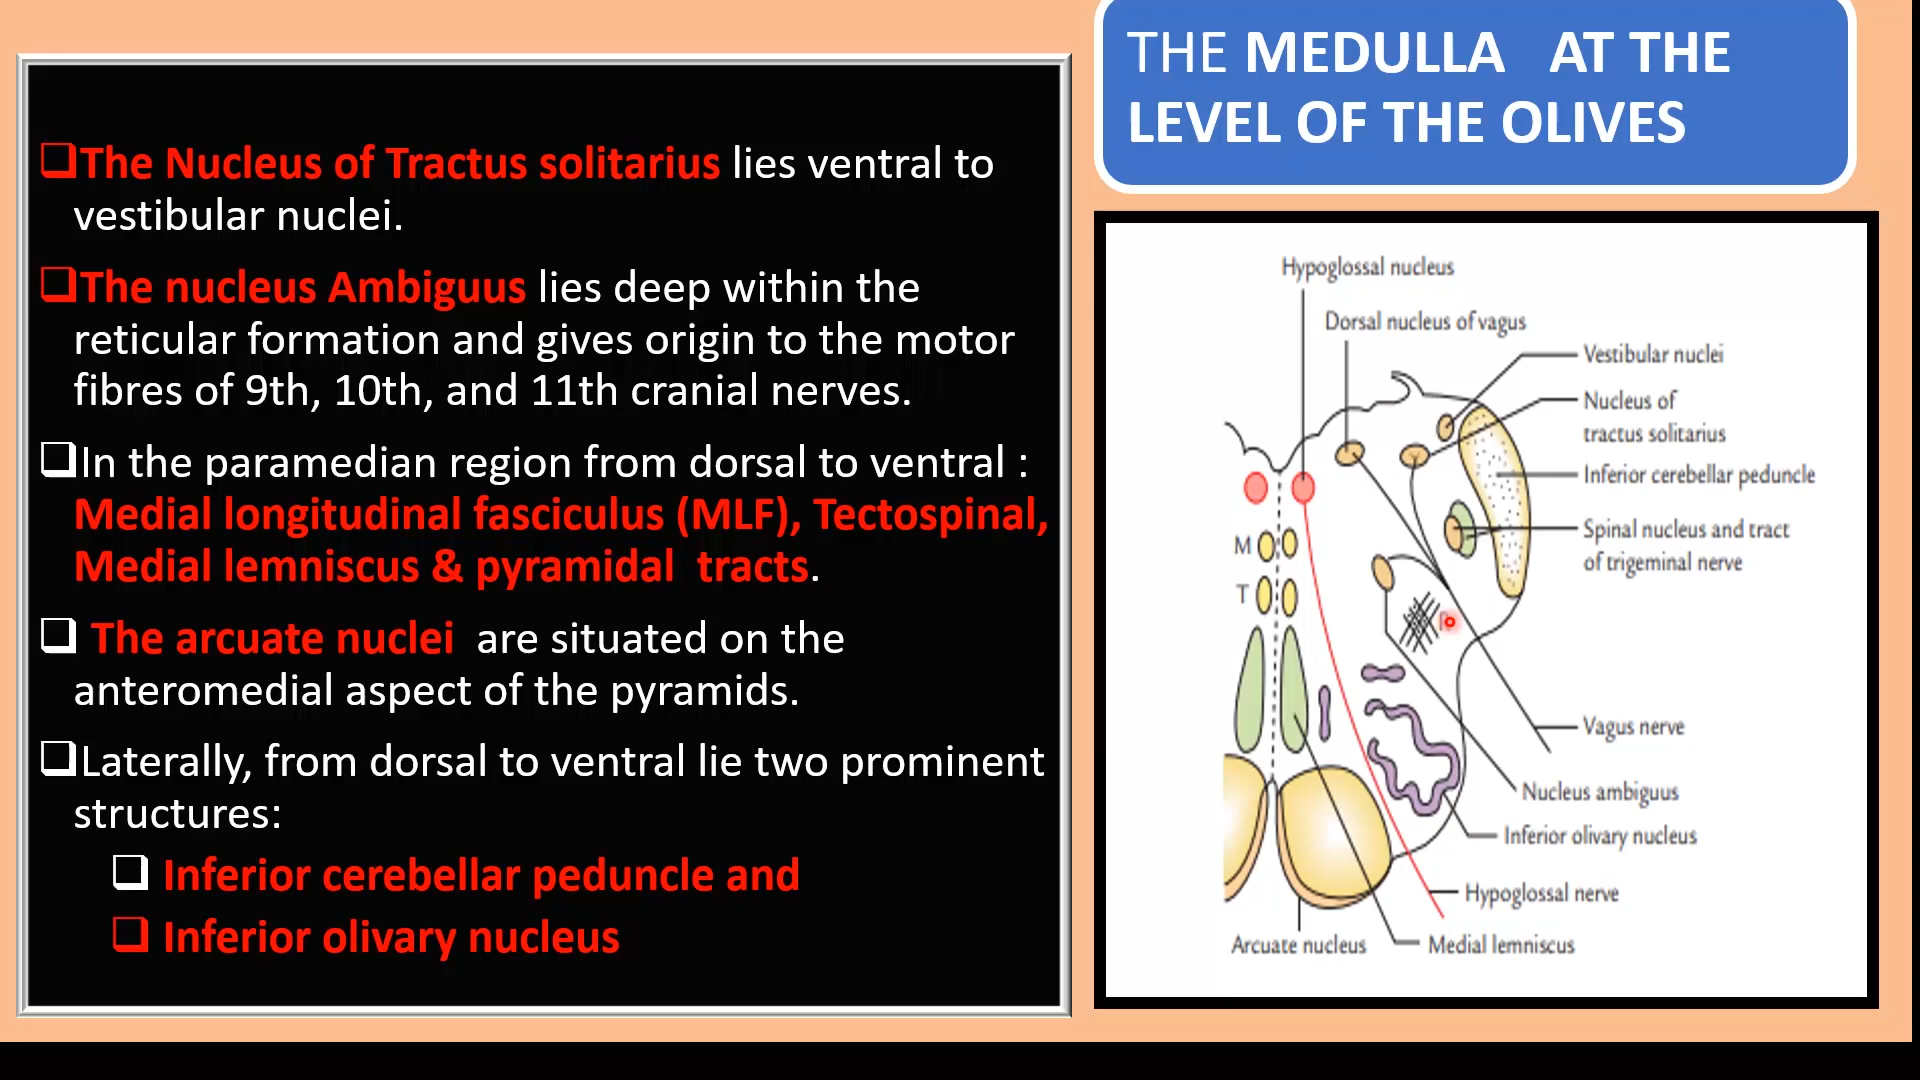 THE MEDULLA AT THE
LEVEL OF THE OLIVES
The Nucleus of Tractus solitarius lies ventral to
vestibular nuclei.
The nucleus Ambiguus lies deep within the
reticular formation and gives origin to the motor
fibres of 9th, 10th, and 11th cranial nerves.
In the paramedian region from dorsal to ventral :
Medial longitudinal fasciculus (MLF), Tectospinal,
Medial lemniscus & pyramidal tracts.
The arcuate nuclei are situated on the
anteromedial aspect of the pyramids.
Laterally, from dorsal to ventral lie two prominent
structures:
Inferior cerebellar peduncle and
Inferior olivary nucleus
Hypoglossal nucleus
Dorsal nucleus of vagus
Vestibular nuclei
Nucleus of
tractus solitarius
Inferior cerebellar peduncle
Spinal nucleus and tract
of trigeminal nerve
M
T
Vagus nerve
Nucleus ambiguus
Inferior olivary nucleus
Hypoglossal nerve
Arcuate nucleus
Medial lemniscus